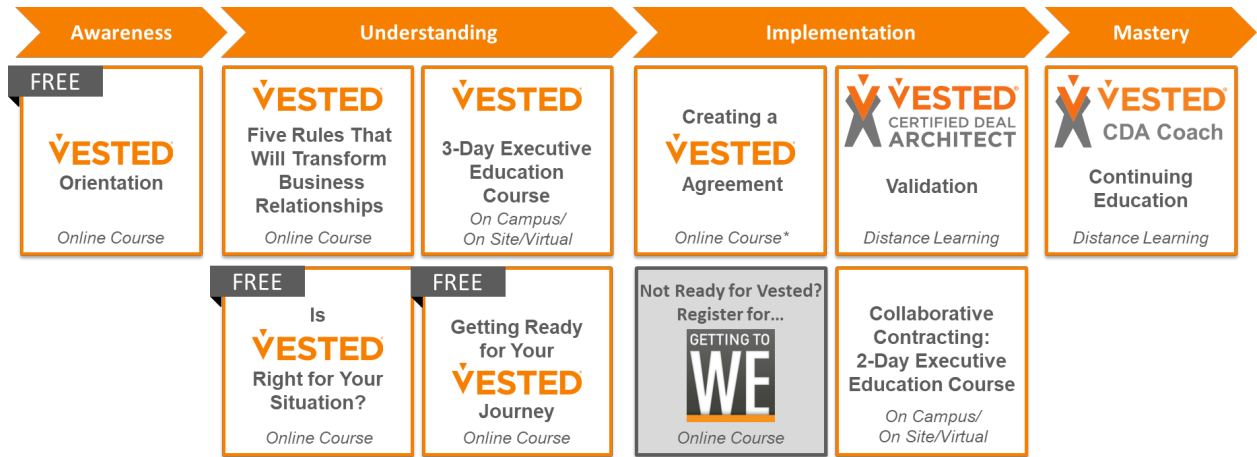 Awareness
Understanding
Implementation
Mastery
FREE
VESTED
Orientation
Online Course
VESTED®
Five Rules That
Will Transform
Business
Relationships
Online Course
VESTED®
3-Day Executive
Education
Course
On Campus/
On Site/Virtual
Creating a
VESTED®
Agreement
Online Course*
VESTED®
CERTIFIED DEAL
ARCHITECT
Validation
Distance Learning
VESTED®
CDA Coach
Continuing
Education
Distance Learning
FREE
Is
VESTED®
Right for Your
Situation?
Online Course
FREE
Getting Ready
for Your
VESTED®
Journey
Online Course
Not Ready for Vested?
Register for...
GETTING TO
WE
Online Course
Collaborative
Contracting:
2-Day Executive
Education Course
On Campus/
On Site/Virtual